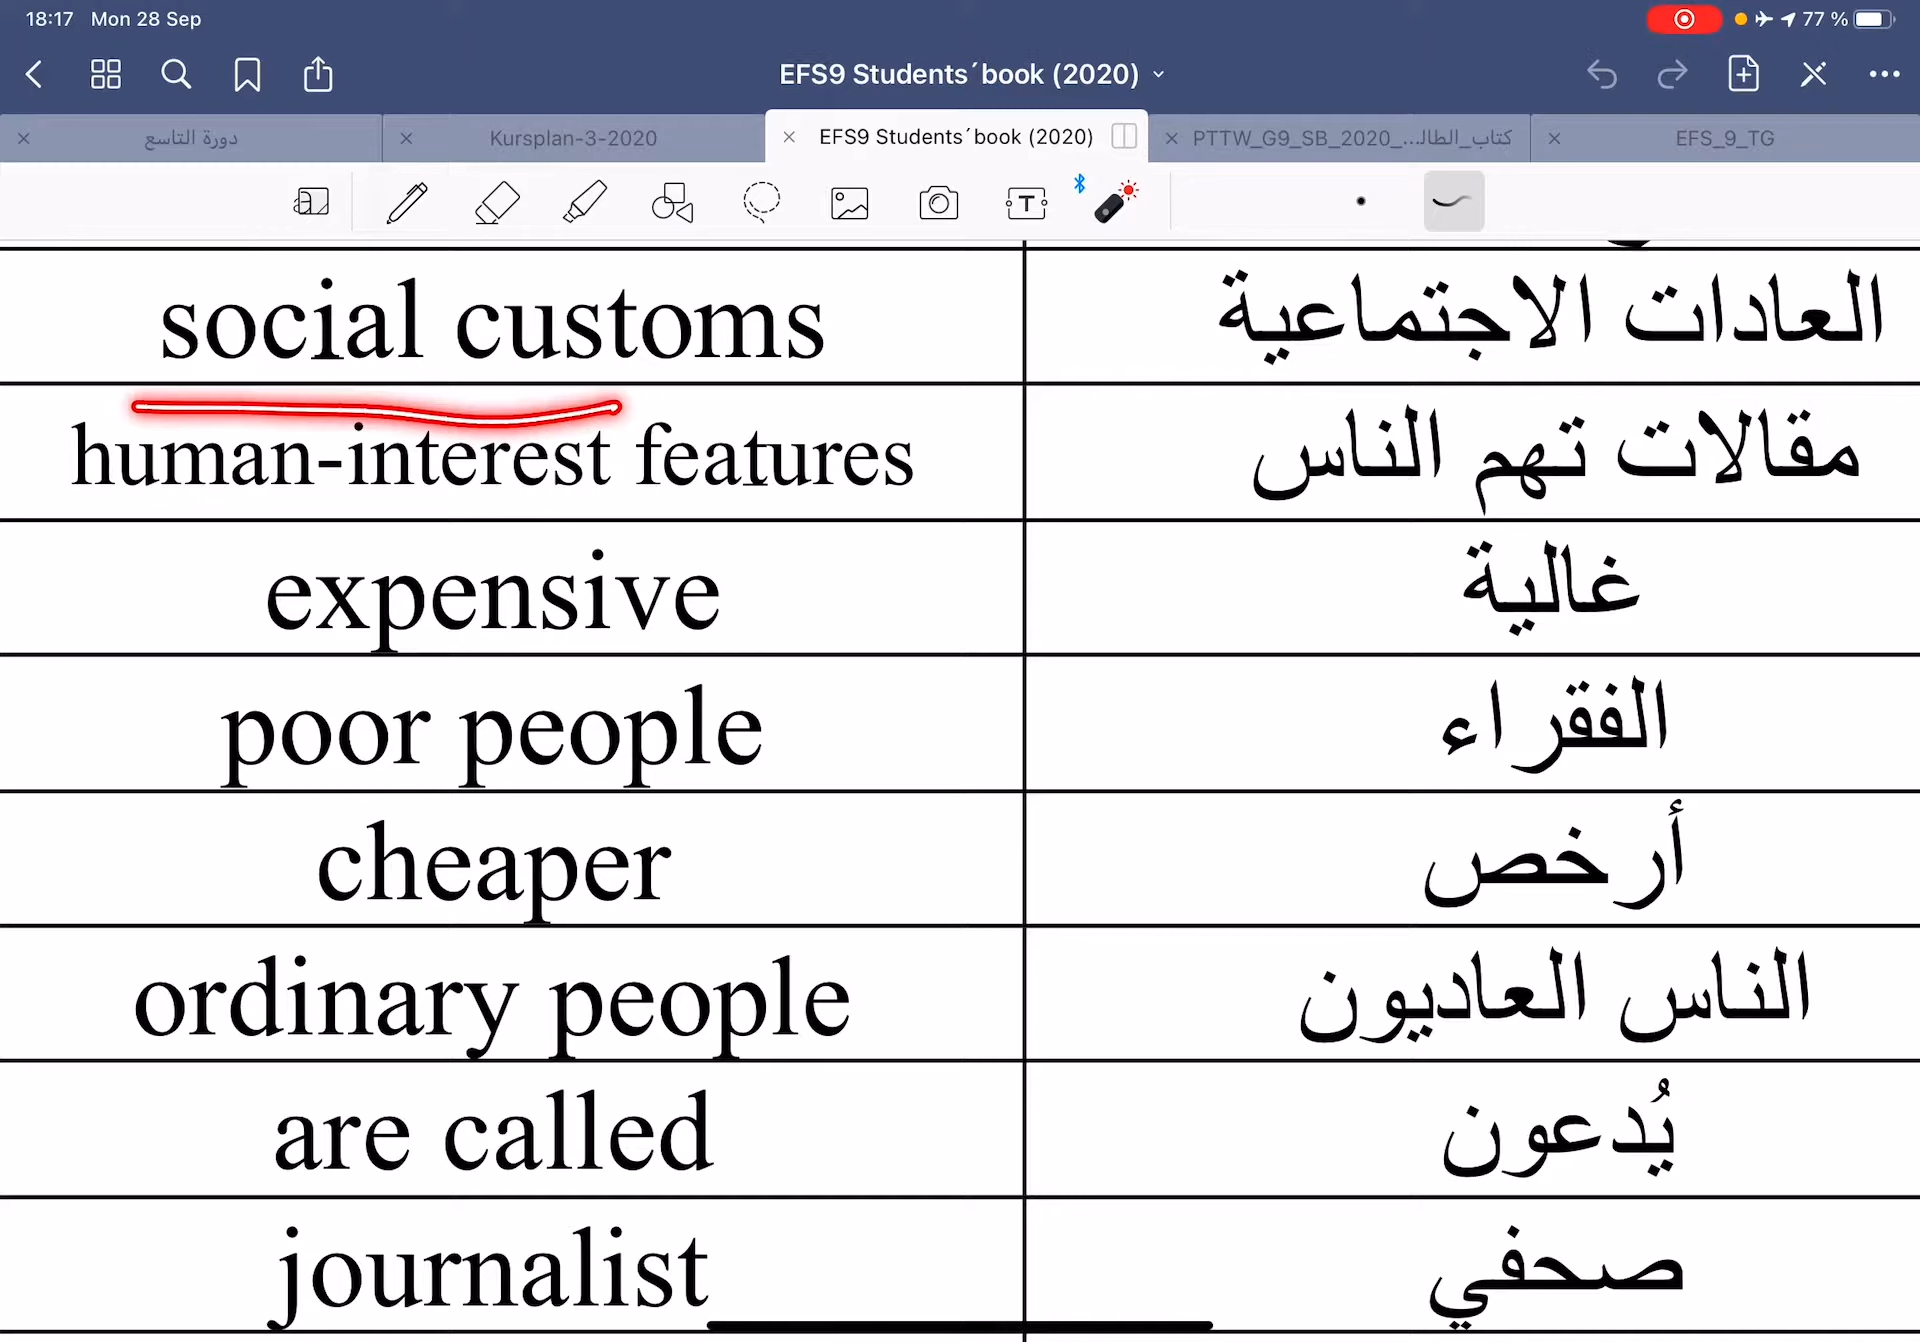 18:17 Mon 28 Sep
77 %
EFS9 Students´book (2020)
دورة التاسع
Kursplan-3-2020
EFS9 Students´book (2020)
PTTW_G9_SB_2020_...كتاب_الطالـ
EFS_9_TG
social customs العادات الاجتماعية
human-interest features مقالات تهم الناس
expensive غالية
poor people الفقراء
cheaper أرخص
ordinary people الناس العاديون
are called يُدعون
journalist صحفي